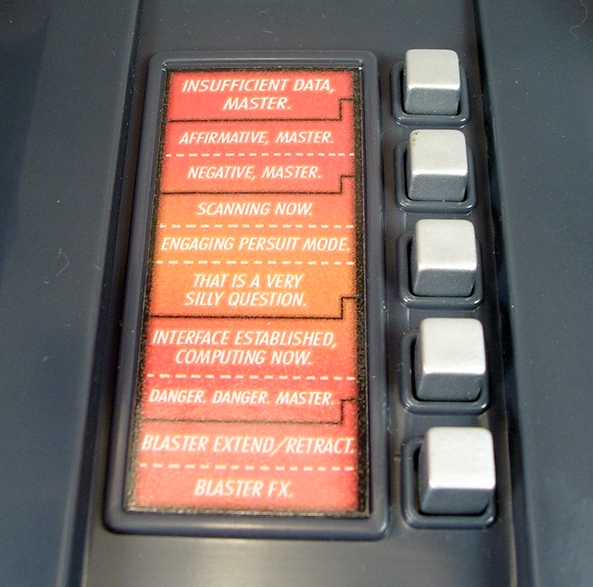 INSUFFICIENT DATA,
MASTER.
AFFIRMATIVE, MASTER.
NEGATIVE, MASTER.
SCANNING NOW.
ENGAGING PERSUIT MODE.
THAT IS A VERY
SILLY QUESTION.
INTERFACE ESTABLISHED,
COMPUTING NOW.
DANGER. DANGER. MASTER.
BLASTER EXTEND/RETRACT.
BLASTER FX.